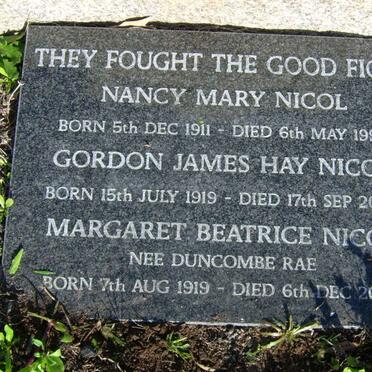 THEY FOUGHT THE GOOD
NANCY MARY NICOL
BORN 5th DEC 1911 - DIED 6th MAY
GORDON JAMES HAY
BORN 15th JULY 1919 - DIED 17th SEP
MARGARET BEATRICE
NEE DUNCOMBE RAE
BORN 7th AUG 1919 - DIED 6th DEC